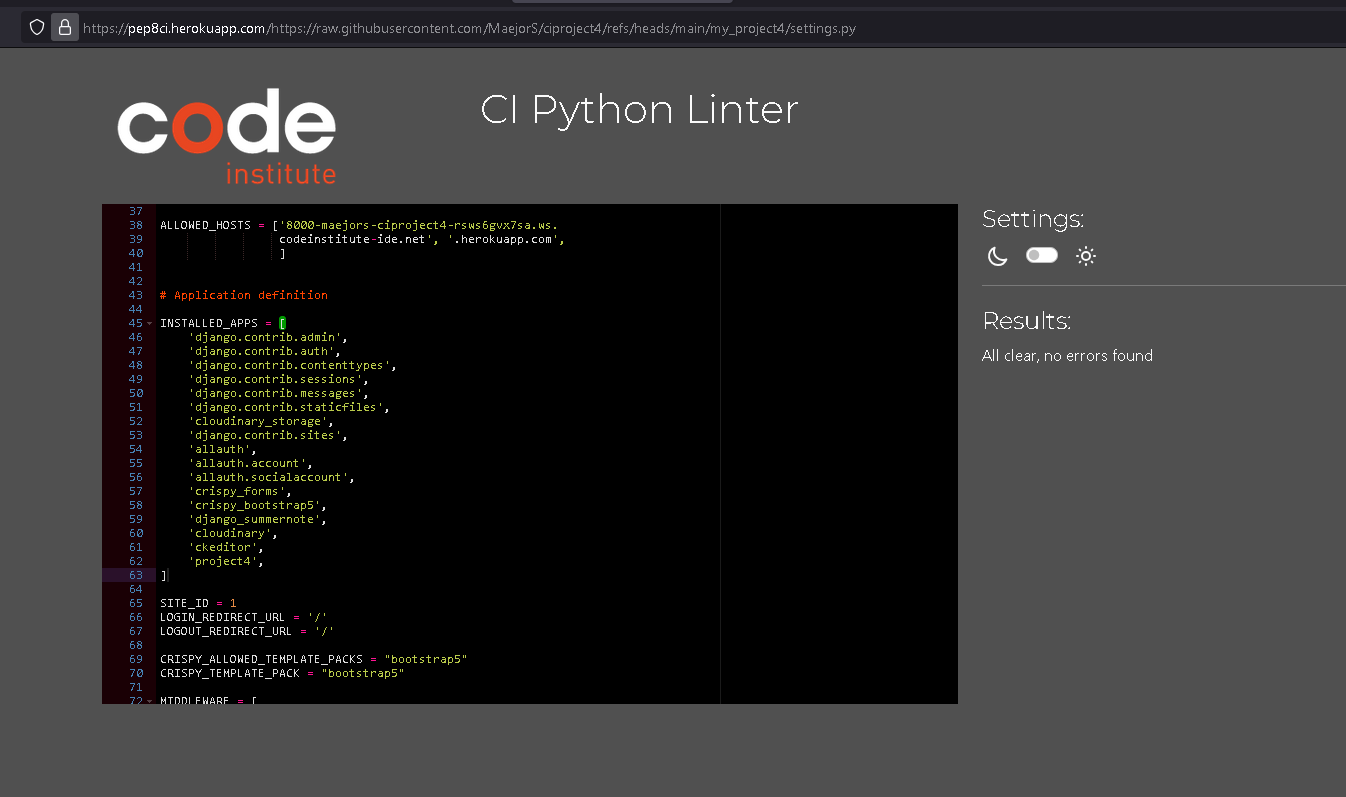 https://pep8ci.herokuapp.com/https://raw.githubusercontent.com/MaejorS/ciproject4/refs/heads/main/my_project4/settings.py
code
institute
CI Python Linter
37
38 ALLOWED_HOSTS = ['8000-maejors-ciproject4-rsws6gvx7sa.ws.
39                  codeinstitute-ide.net', '.herokuapp.com',
40                  ]
41
42
43 # Application definition
44
45 INSTALLED_APPS = [
46     'django.contrib.admin',
47     'django.contrib.auth',
48     'django.contrib.contenttypes',
49     'django.contrib.sessions',
50     'django.contrib.messages',
51     'django.contrib.staticfiles',
52     'cloudinary_storage',
53     'django.contrib.sites',
54     'allauth',
55     'allauth.account',
56     'allauth.socialaccount',
57     'crispy_forms',
58     'crispy_bootstrap5',
59     'django_summernote',
60     'cloudinary',
61     'ckeditor',
62     'project4',
63 ]
64
65 SITE_ID = 1
66 LOGIN_REDIRECT_URL = '/'
67 LOGOUT_REDIRECT_URL = '/'
68
69 CRISPY_ALLOWED_TEMPLATE_PACKS = "bootstrap5"
70 CRISPY_TEMPLATE_PACK = "bootstrap5"
71
72 MIDDLEWARE = [
Settings:
Results:
All clear, no errors found